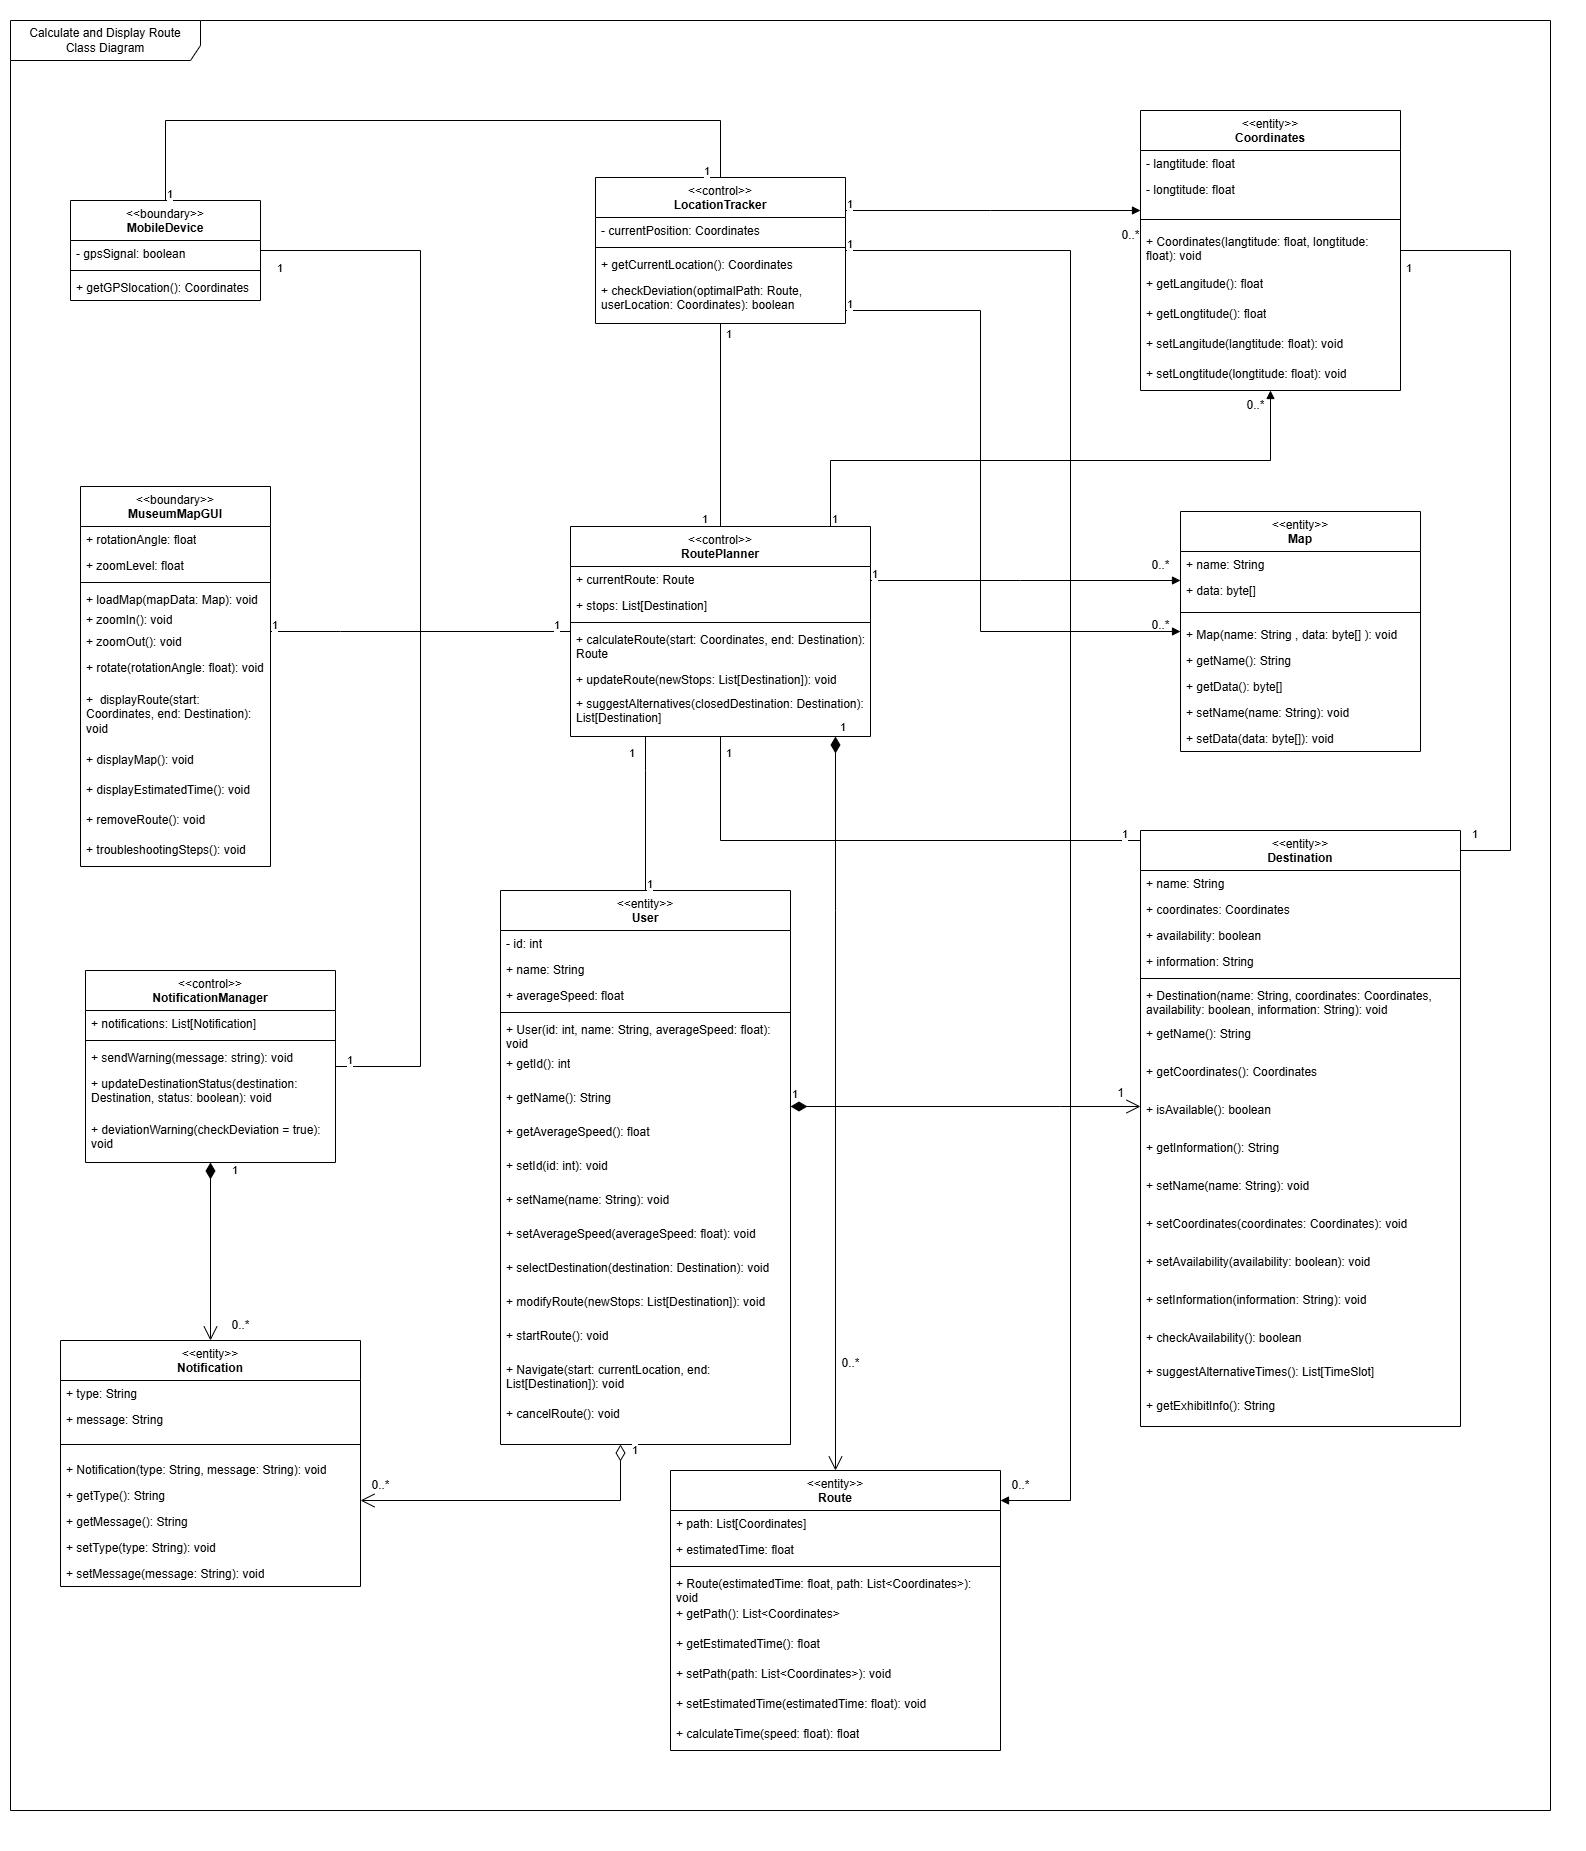 Calculate and Display Route
Class Diagram
<<boundary>>
MobileDevice
- gpsSignal: boolean
+ getGPSlocation(): Coordinates
1
1
<<control>>
LocationTracker
- currentPosition: Coordinates
+ getCurrentLocation(): Coordinates
+ checkDeviation(optimalPath: Route,
userLocation: Coordinates): boolean
1
1
1
1
1
<<entity>>
Coordinates
- langtitude: float
- longtitude: float
+ Coordinates(langtitude: float, longtitude:
float): void
+ getLangitude(): float
+ getLongtitude(): float
+ setLangitude(langtitude: float): void
+ setLongtitude(longtitude: float): void
0..*
1
0..*
<<boundary>>
MuseumMapGUI
+ rotationAngle: float
+ zoomLevel: float
+ loadMap(mapData: Map): void
+ zoomIn(): void
+ zoomOut(): void
+ rotate(rotationAngle: float): void
+  displayRoute(start:
Coordinates, end: Destination):
void
+ displayMap(): void
+ displayEstimatedTime(): void
+ removeRoute(): void
+ troubleshootingSteps(): void
1
1
1
1
<<control>>
RoutePlanner
+ currentRoute: Route
+ stops: List[Destination]
+ calculateRoute(start: Coordinates, end: Destination):
Route
+ updateRoute(newStops: List[Destination]): void
+ suggestAlternatives(closedDestination: Destination):
List[Destination]
1
1
1
1
0..*
0..*
<<entity>>
Map
+ name: String
+ data: byte[]
+ Map(name: String , data: byte[] ): void
+ getName(): String
+ getData(): byte[]
+ setName(name: String): void
+ setData(data: byte[]): void
1
1
<<entity>>
Destination
+ name: String
+ coordinates: Coordinates
+ availability: boolean
+ information: String
+ Destination(name: String, coordinates: Coordinates,
availability: boolean, information: String): void
+ getName(): String
+ getCoordinates(): Coordinates
+ isAvailable(): boolean
+ getInformation(): String
+ setName(name: String): void
+ setCoordinates(coordinates: Coordinates): void
+ setAvailability(availability: boolean): void
+ setInformation(information: String): void
+ checkAvailability(): boolean
+ suggestAlternativeTimes(): List[TimeSlot]
+ getExhibitInfo(): String
1
<<entity>>
User
- id: int
+ name: String
+ averageSpeed: float
+ User(id: int, name: String, averageSpeed: float):
void
+ getId(): int
+ getName(): String
+ getAverageSpeed(): float
+ setId(id: int): void
+ setName(name: String): void
+ setAverageSpeed(averageSpeed: float): void
+ selectDestination(destination: Destination): void
+ modifyRoute(newStops: List[Destination]): void
+ startRoute(): void
+ Navigate(start: currentLocation, end:
List[Destination]): void
+ cancelRoute(): void
1
1
1
<<control>>
NotificationManager
+ notifications: List[Notification]
+ sendWarning(message: string): void
+ updateDestinationStatus(destination:
Destination, status: boolean): void
+ deviationWarning(checkDeviation = true):
void
1
1
0..*
<<entity>>
Notification
+ type: String
+ message: String
+ Notification(type: String, message: String): void
+ getType(): String
+ getMessage(): String
+ setType(type: String): void
+ setMessage(message: String): void
0..*
0..*
0..*
<<entity>>
Route
+ path: List[Coordinates]
+ estimatedTime: float
+ Route(estimatedTime: float, path: List<Coordinates>):
void
+ getPath(): List<Coordinates>
+ getEstimatedTime(): float
+ setPath(path: List<Coordinates>): void
+ setEstimatedTime(estimatedTime: float): void
+ calculateTime(speed: float): float